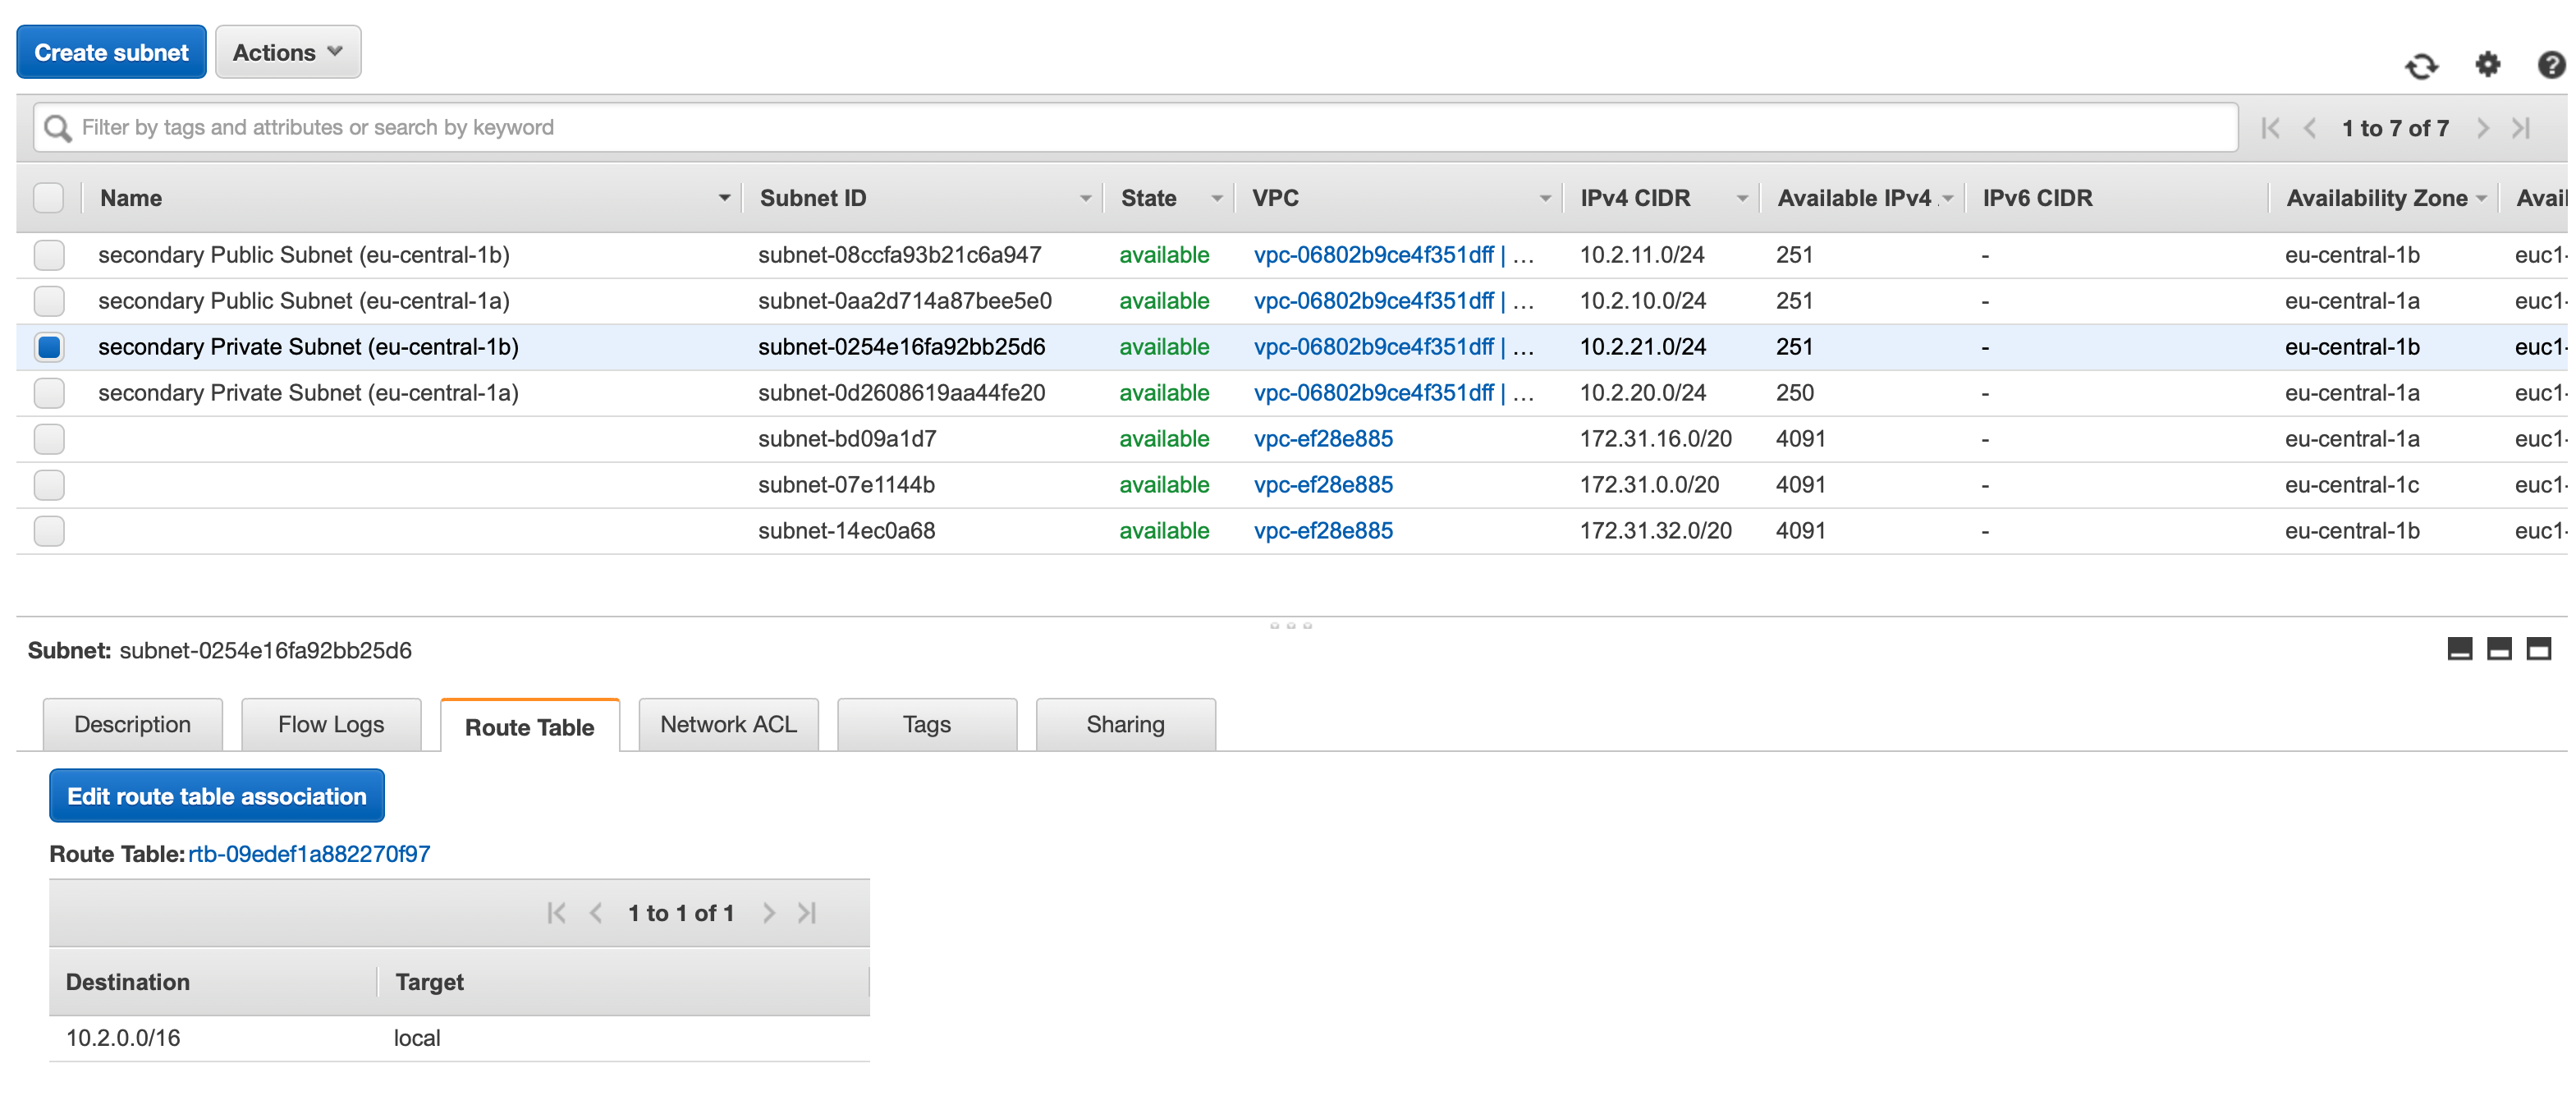 Create subnet Actions
Filter by tags and attributes or search by keyword 1 to 7 of 7
Name Subnet ID State VPC IPv4 CIDR Available IPv4 IPv6 CIDR Availability Zone Avail
secondary Public Subnet (eu-central-1b) subnet-08ccfa93b21c6a947 available vpc-06802b9ce4f351dff | ... 10.2.11.0/24 251 - eu-central-1b euc1-
secondary Public Subnet (eu-central-1a) subnet-0aa2d714a87bee5e0 available vpc-06802b9ce4f351dff | ... 10.2.10.0/24 251 - eu-central-1a euc1-
secondary Private Subnet (eu-central-1b) subnet-0254e16fa92bb25d6 available vpc-06802b9ce4f351dff | ... 10.2.21.0/24 251 - eu-central-1b euc1-
secondary Private Subnet (eu-central-1a) subnet-0d2608619aa44fe20 available vpc-06802b9ce4f351dff | ... 10.2.20.0/24 250 - eu-central-1a euc1-
subnet-bd09a1d7 available vpc-ef28e885 172.31.16.0/20 4091 - eu-central-1a euc1-
subnet-07e1144b available vpc-ef28e885 172.31.0.0/20 4091 - eu-central-1c euc1-
subnet-14ec0a68 available vpc-ef28e885 172.31.32.0/20 4091 - eu-central-1b euc1-
Subnet: subnet-0254e16fa92bb25d6
Description Flow Logs Route Table Network ACL Tags Sharing
Edit route table association
Route Table: rtb-09edef1a882270f97
1 to 1 of 1
Destination Target
10.2.0.0/16 local